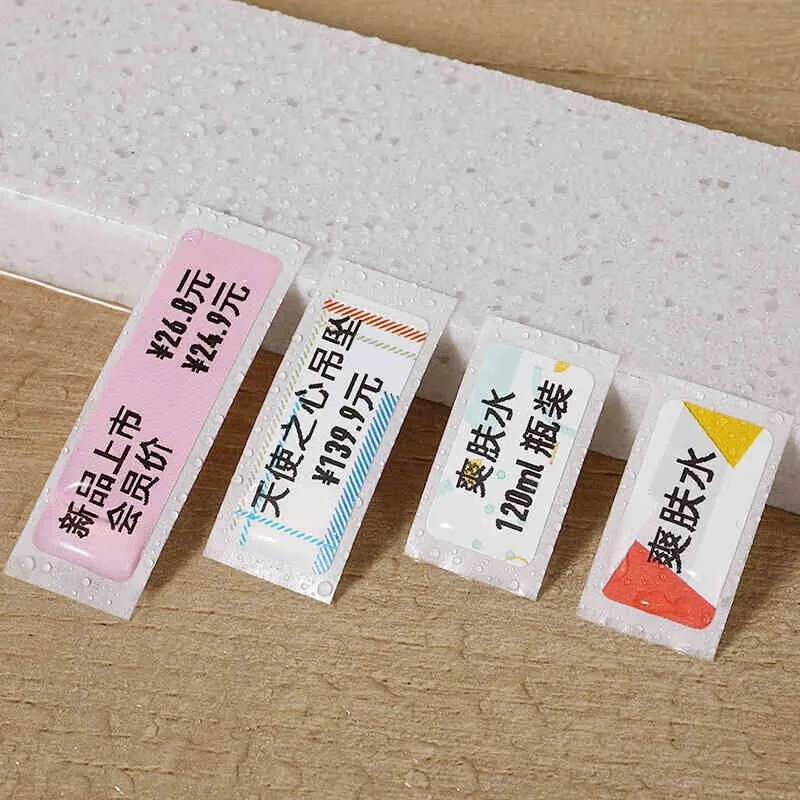 新品上市 ¥26.8元
会员价 ¥24.9元
天使之心吊坠
¥139.9元
爽肤水
120ml 瓶装
爽肤水